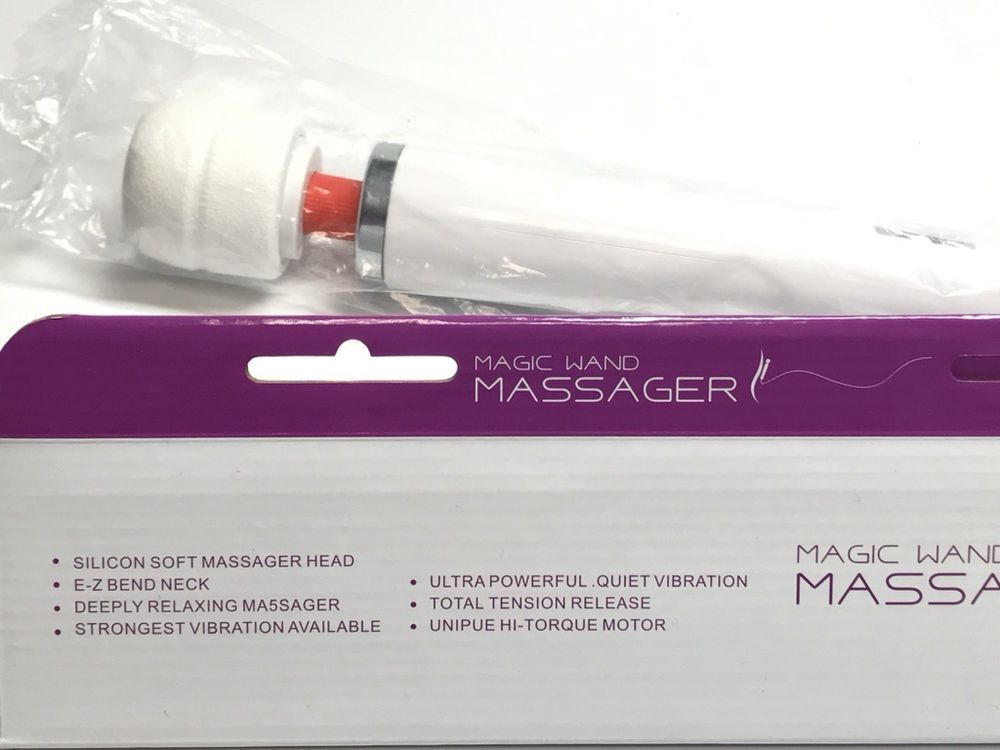 MAGIC WAND
MASSAGER
SILICON SOFT MASSAGER HEAD
E-Z BEND NECK
DEEPLY RELAXING MA5SAGER
STRONGEST VIBRATION AVAILABLE
ULTRA POWERFUL .QUIET VIBRATION
TOTAL TENSION RELEASE
UNIPUE HI-TORQUE MOTOR
MAGIC WAND
MASSA